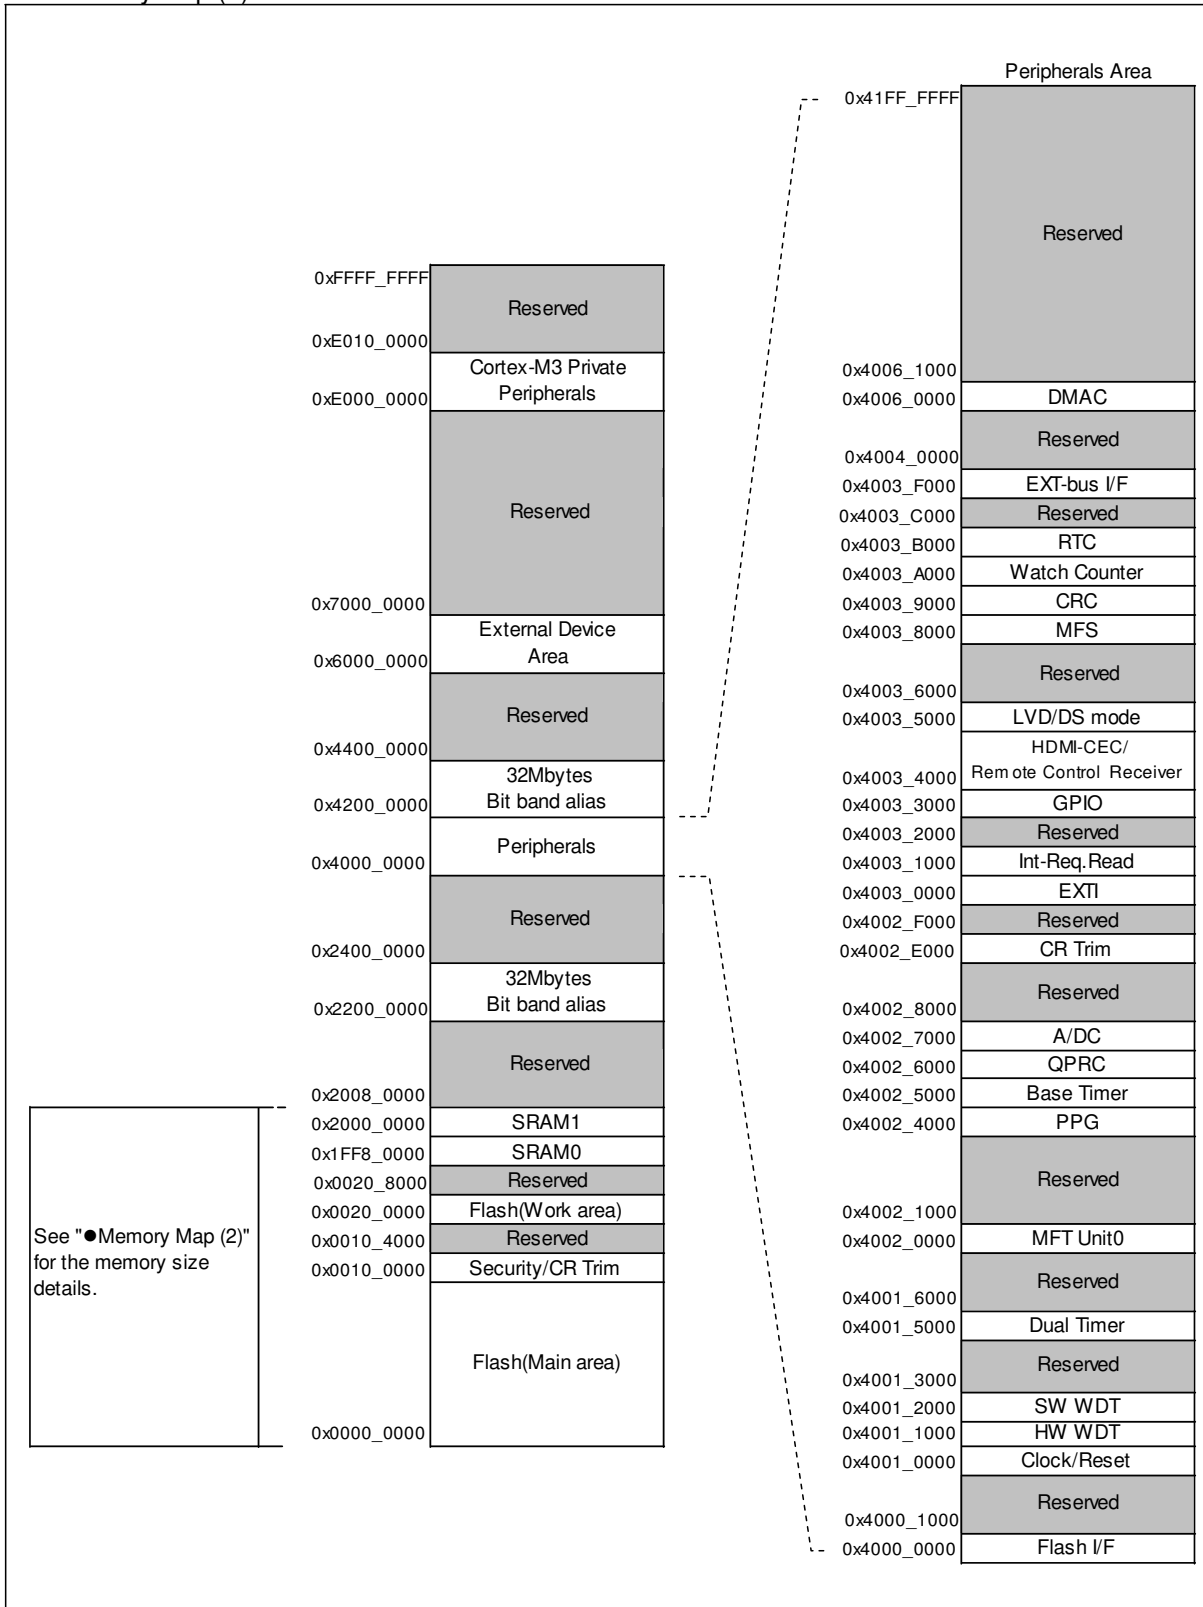 Peripherals Area
0x41FF_FFFF
Reserved
0x4006_1000
0x4006_0000 DMAC
Reserved
0x4004_0000
0x4003_F000 EXT-bus I/F
0x4003_C000 Reserved
0x4003_B000 RTC
0x4003_A000 Watch Counter
0x4003_9000 CRC
0x4003_8000 MFS
Reserved
0x4003_6000
0x4003_5000 LVD/DS mode
HDMI-CEC/
0x4003_4000 Remote Control Receiver
0x4003_3000 GPIO
0x4003_2000 Reserved
0x4003_1000 Int-Req.Read
0x4003_0000 EXTI
0x4002_F000 Reserved
0x4002_E000 CR Trim
Reserved
0x4002_8000
0x4002_7000 A/DC
0x4002_6000 QPRC
0x4002_5000 Base Timer
0x4002_4000 PPG
Reserved
0x4002_1000
0x4002_0000 MFT Unit0
Reserved
0x4001_6000
0x4001_5000 Dual Timer
Reserved
0x4001_3000
0x4001_2000 SW WDT
0x4001_1000 HW WDT
0x4001_0000 Clock/Reset
Reserved
0x4000_1000
0x4000_0000 Flash I/F
0xFFFF_FFFF
Reserved
0xE010_0000
Cortex-M3 Private
0xE000_0000 Peripherals
Reserved
0x7000_0000
External Device
Area
0x6000_0000
Reserved
0x4400_0000
32Mbytes
0x4200_0000 Bit band alias
Peripherals
0x4000_0000
Reserved
0x2400_0000
32Mbytes
0x2200_0000 Bit band alias
Reserved
0x2008_0000
0x2000_0000 SRAM1
0x1FF8_0000 SRAM0
0x0020_8000 Reserved
0x0020_0000 Flash(Work area)
0x0010_4000 Reserved
0x0010_0000 Security/CR Trim
Flash(Main area)
0x0000_0000
See "●Memory Map (2)"
for the memory size
details.